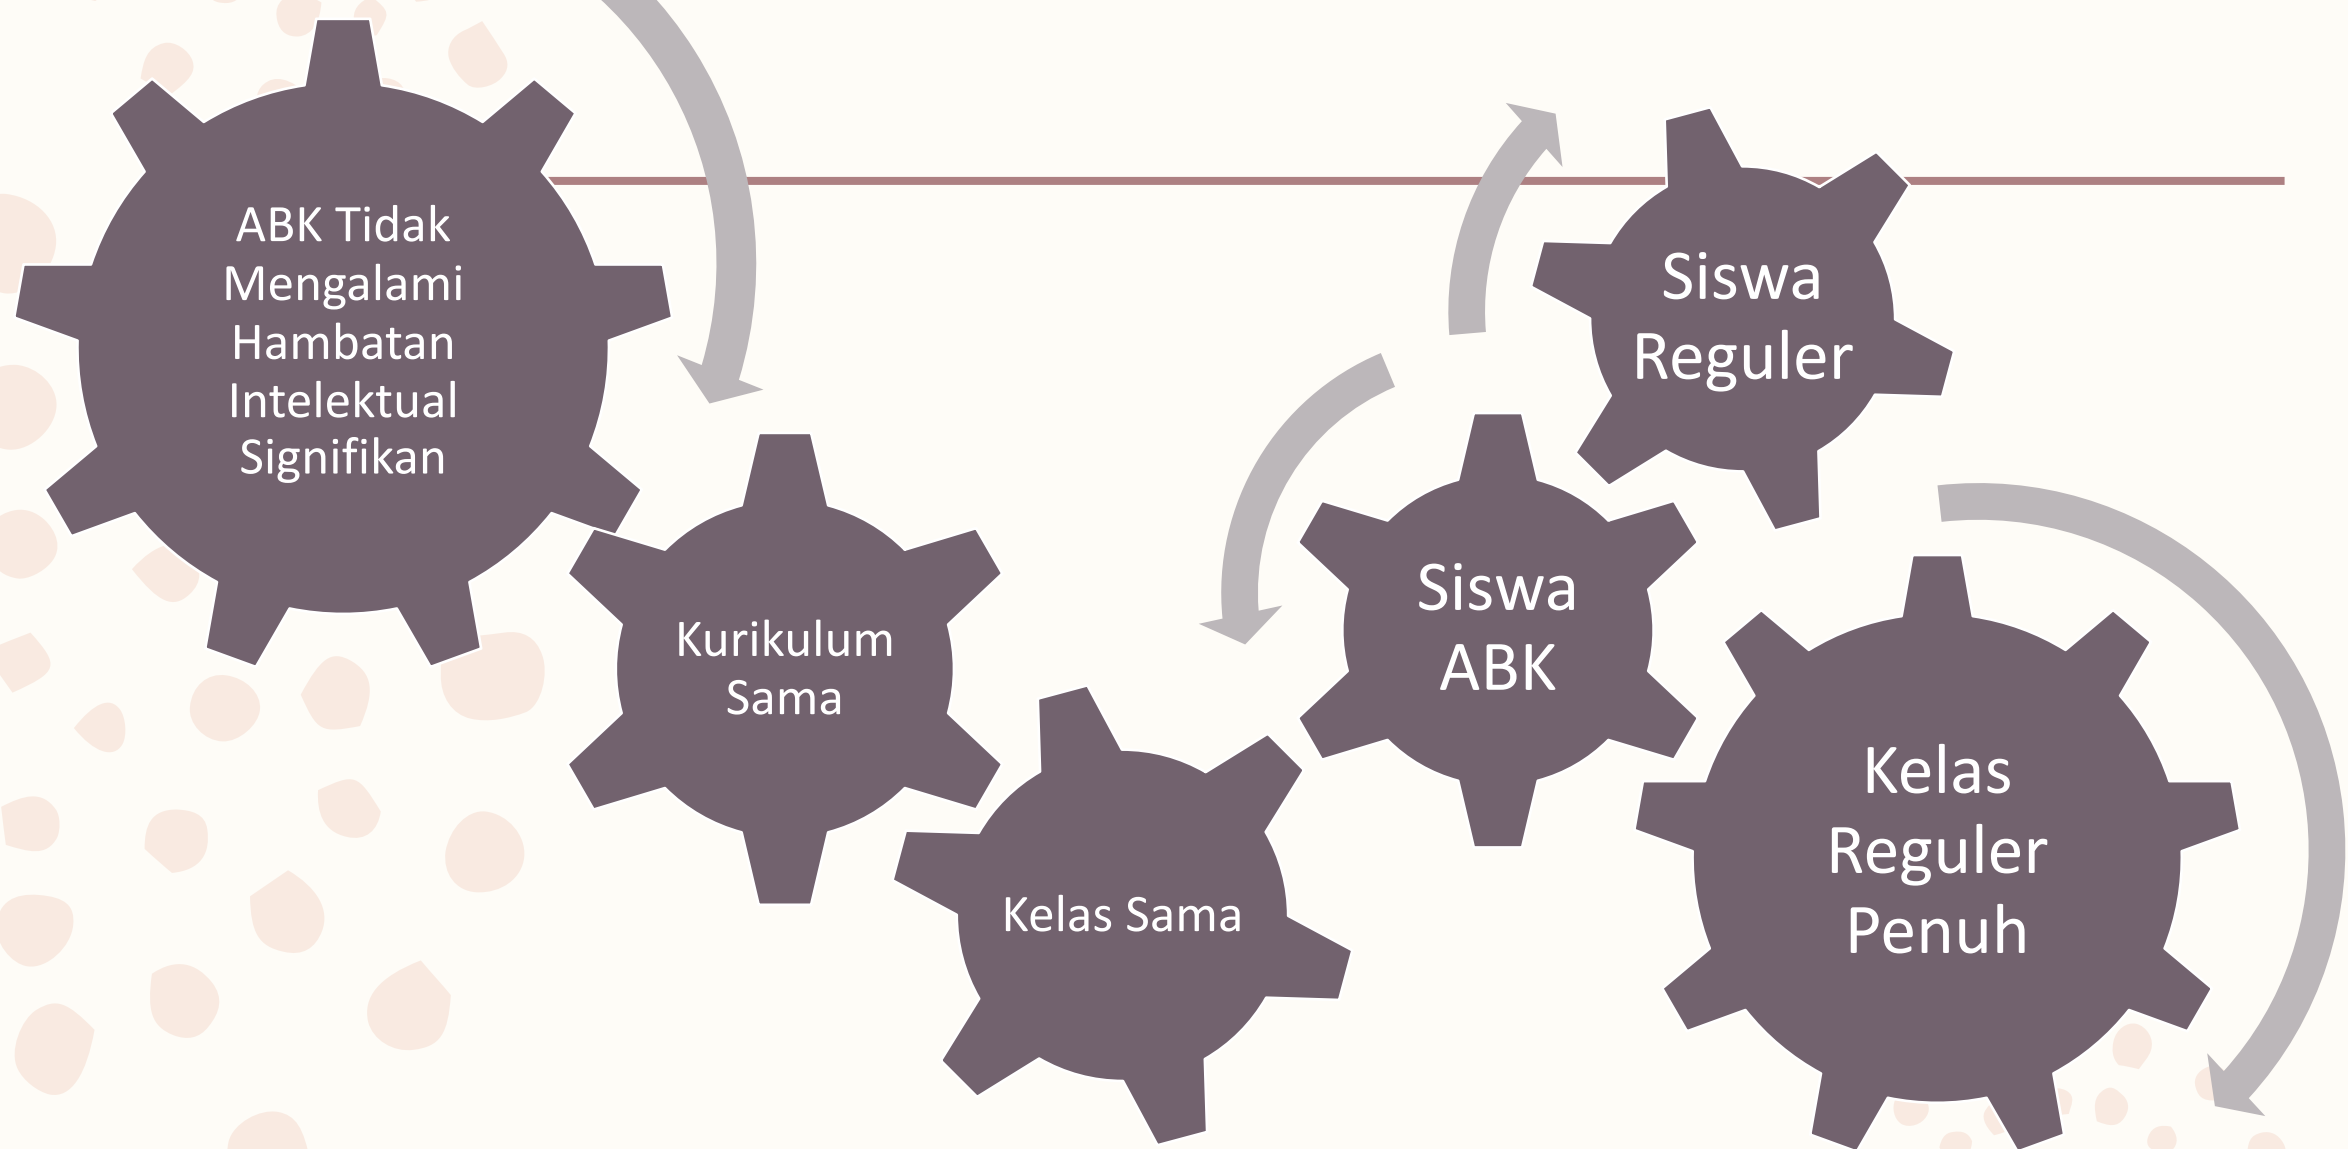 ABK Tidak
Mengalami
Hambatan
Intelektual
Signifikan
Kurikulum
Sama
Kelas Sama
Siswa
Reguler
Siswa
ABK
Kelas
Reguler
Penuh